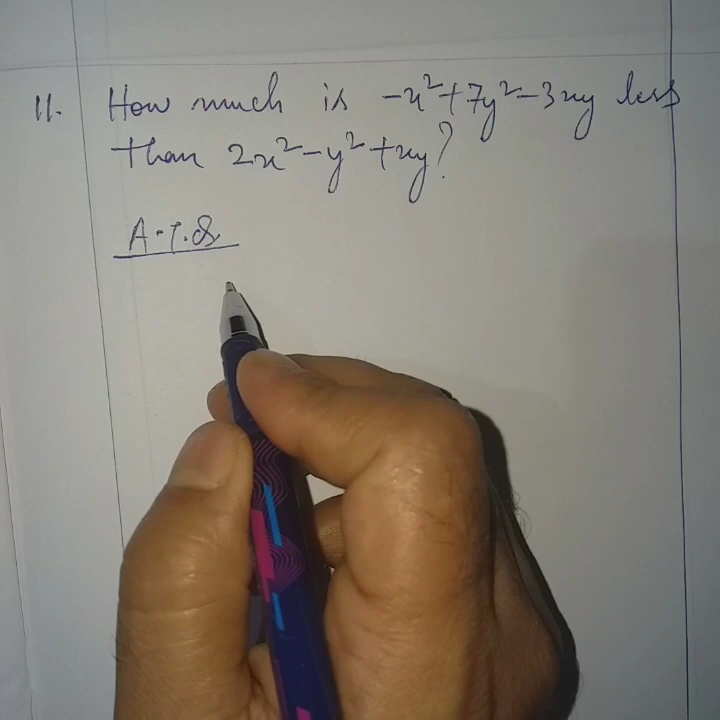 11. How much is -x²+7y²-3xy less
than 2x²-y²+xy?
A.T.Q.